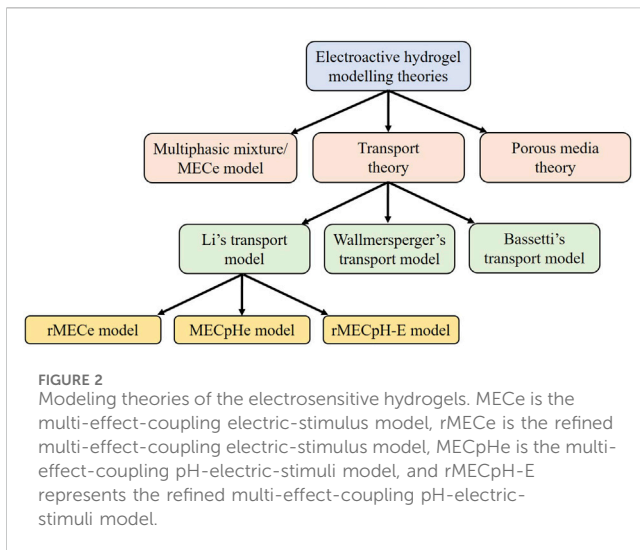 Electroactive hydrogel
modelling theories
Multiphasic mixture/
MECe model
Transport
theory
Porous media
theory
Li's transport
model
Wallmersperger's
transport model
Bassetti's
transport model
rMECe model
MECpHe model
rMECpH-E model
FIGURE 2
Modeling theories of the electrosensitive hydrogels. MECe is the
multi-effect-coupling electric-stimulus model, rMECe is the refined
multi-effect-coupling electric-stimulus model, MECpHe is the multi-
effect-coupling pH-electric-stimuli model, and rMECpH-E
represents the refined multi-effect-coupling pH-electric-
stimuli model.